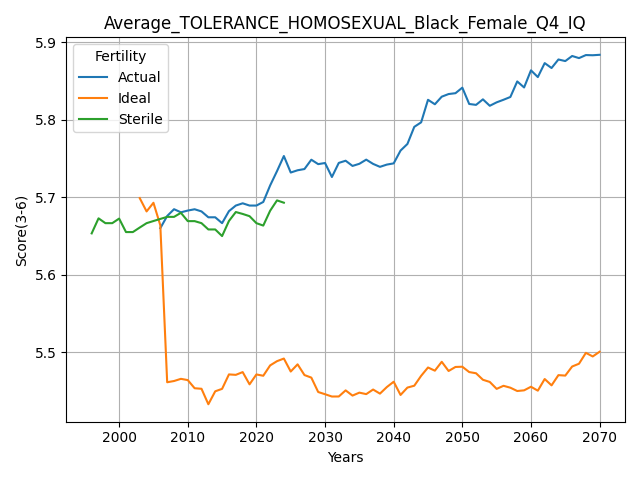 Average_TOLERANCE_HOMOSEXUAL_Black_Female_Q4_IQ
Fertility
Actual
Ideal
Sterile
Score(3-6)
5.9
5.8
5.7
5.6
5.5
2000 2010 2020 2030 2040 2050 2060 2070
Years